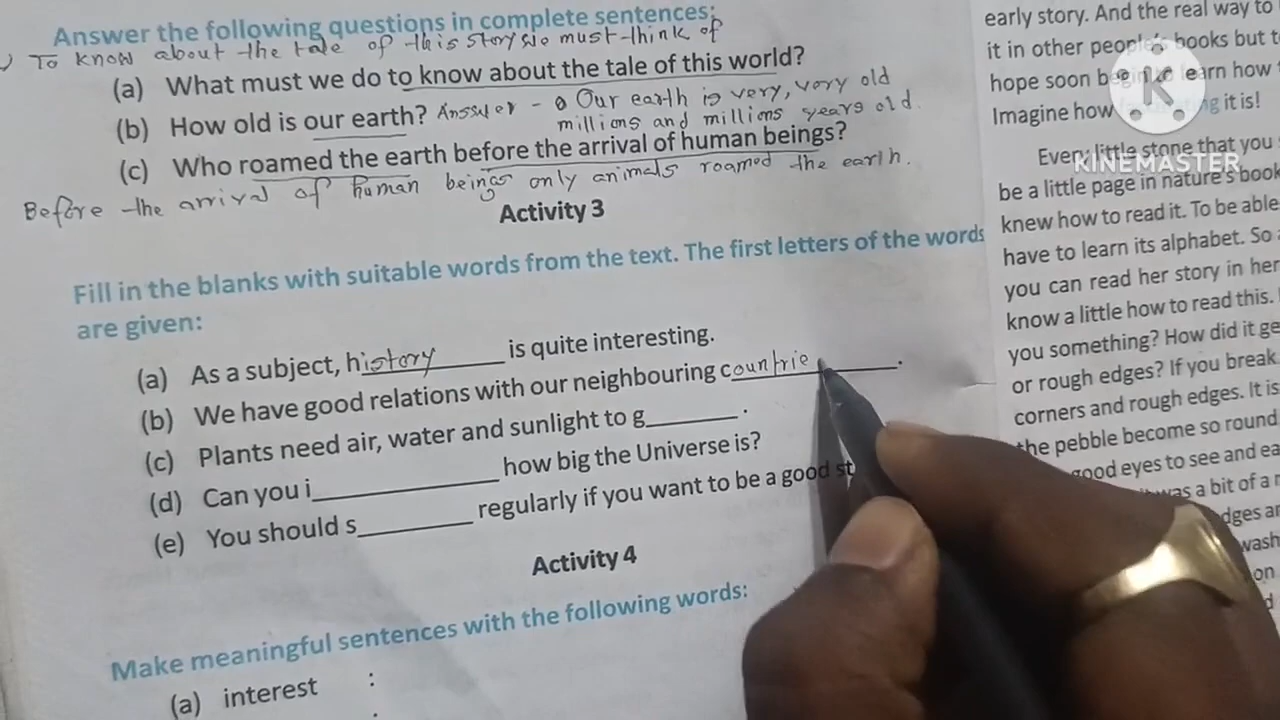 Answer the following questions in complete sentences:
To know about the tale of this story we must think of
(a) What must we do to know about the tale of this world?
(b) How old is our earth? Answer - Our earth is very, very old
millions and millions years old.
(c) Who roamed the earth before the arrival of human beings?
Before the arrival of human beings only animals roamed the earth.
Activity 3
Fill in the blanks with suitable words from the text. The first letters of the words
are given:
(a) As a subject, history is quite interesting.
(b) We have good relations with our neighbouring countrie.
(c) Plants need air, water and sunlight to g______.
(d) Can you i______ how big the Universe is?
(e) You should s______ regularly if you want to be a good st
Activity 4
Make meaningful sentences with the following words:
(a) interest :
early story. And the real way to
it in other people's books but to
hope soon begin to learn how
Imagine how it is!
Every little stone that you
be a little page in nature's book
knew how to read it. To be able
have to learn its alphabet. So
you can read her story in her
know a little how to read this.
you something? How did it ge
or rough edges? If you break
corners and rough edges. It is
the pebble become so round
good eyes to see and ea
was a bit of a
dges ar
wash
on
K
KINEMASTER